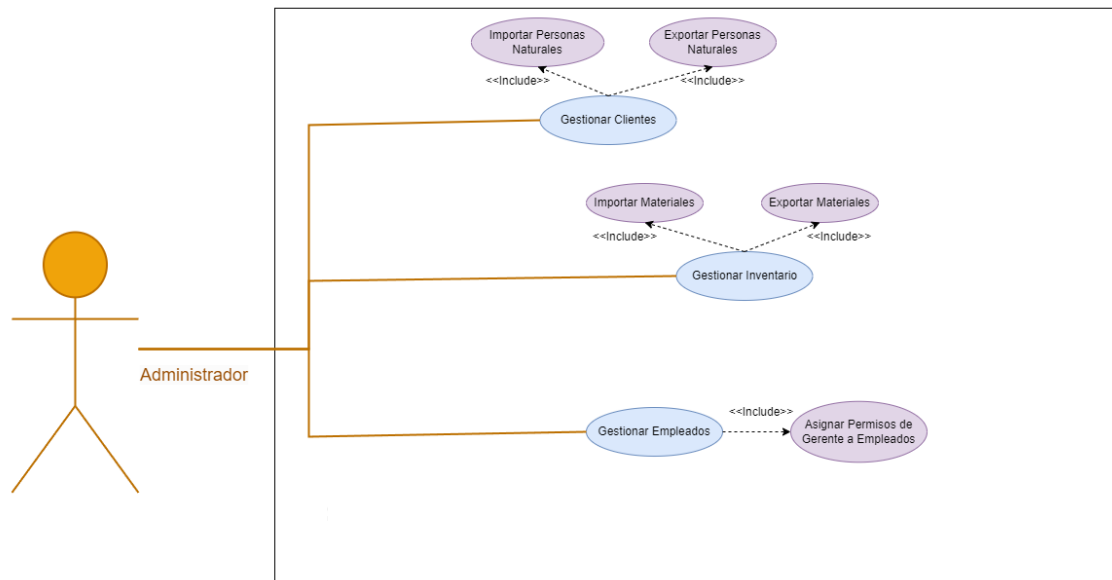 Importar Personas
Naturales
Exportar Personas
Naturales
<<Include>>
<<Include>>
Gestionar Clientes
Importar Materiales
Exportar Materiales
<<Include>>
<<Include>>
Gestionar Inventario
Administrador
<<Include>>
Gestionar Empleados
Asignar Permisos de
Gerente a Empleados